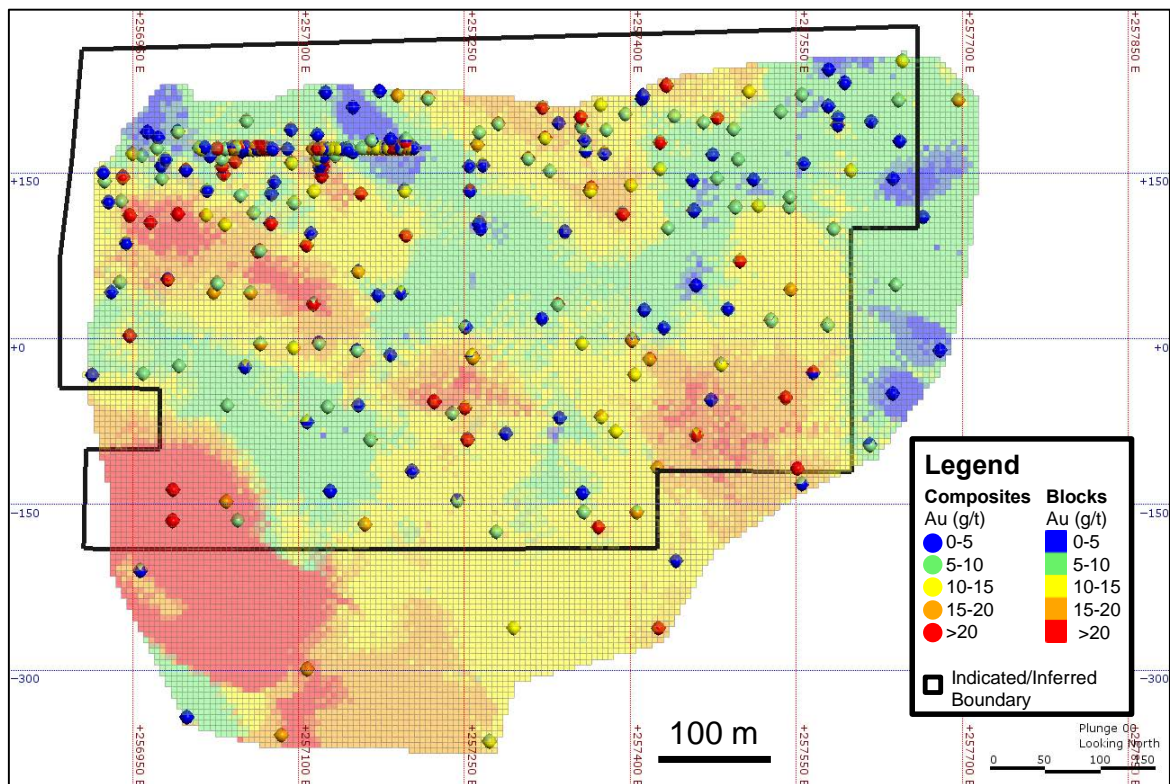 +256950 E
+257100 E
+257250 E
+257400 E
+257550 E
+257700 E
+257850 E
+150
+150
+0
+0
−150
−150
−300
−300
Legend
Composites Blocks
Au (g/t) Au (g/t)
0-5 0-5
5-10 5-10
10-15 10-15
15-20 15-20
>20 >20
Indicated/Inferred
Boundary
100 m
Plunge 00
Looking North
0 50 100 150
+256950 E
+257100 E
+257250 E
+257400 E
+257550 E
+257700 E